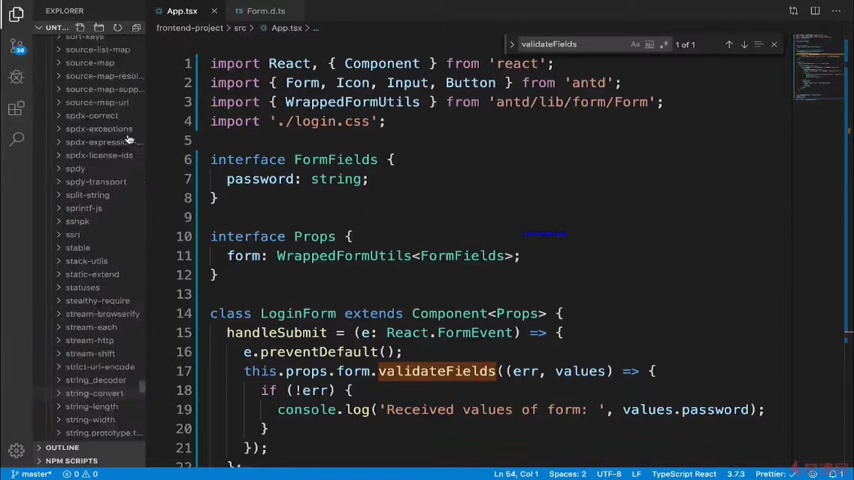 EXPLORER
App.tsx
Form.d.ts
UNT...
frontend-project > src > App.tsx > ...
sort-keys
source-list-map
source-map
source-map-resol...
source-map-supp...
source-map-url
spdx-correct
spdx-exceptions
spdx-expression-...
spdx-license-ids
spdy
spdy-transport
split-string
sprintf-js
sshpk
ssri
stable
stack-utils
static-extend
statuses
stealthy-require
stream-browserify
stream-each
stream-http
stream-shift
strict-uri-encode
string_decoder
string-convert
string-length
string-width
string.prototype.t...
OUTLINE
NPM SCRIPTS
38
validateFields
Aa
1 of 1
1 import React, { Component } from 'react';
2 import { Form, Icon, Input, Button } from 'antd';
3 import { WrappedFormUtils } from 'antd/lib/form/Form';
4 import './login.css';
5
6 interface FormFields {
7 password: string;
8 }
9
10 interface Props {
11 form: WrappedFormUtils<FormFields>;
12 }
13
14 class LoginForm extends Component<Props> {
15 handleSubmit = (e: React.FormEvent) => {
16 e.preventDefault();
17 this.props.form.validateFields((err, values) => {
18 if (!err) {
19 console.log('Received values of form: ', values.password);
20 }
21 });
22 };
master*
0 0
Ln 54, Col 1
Spaces: 2
UTF-8
LF
TypeScript React
3.7.3
Prettier: ✓
1